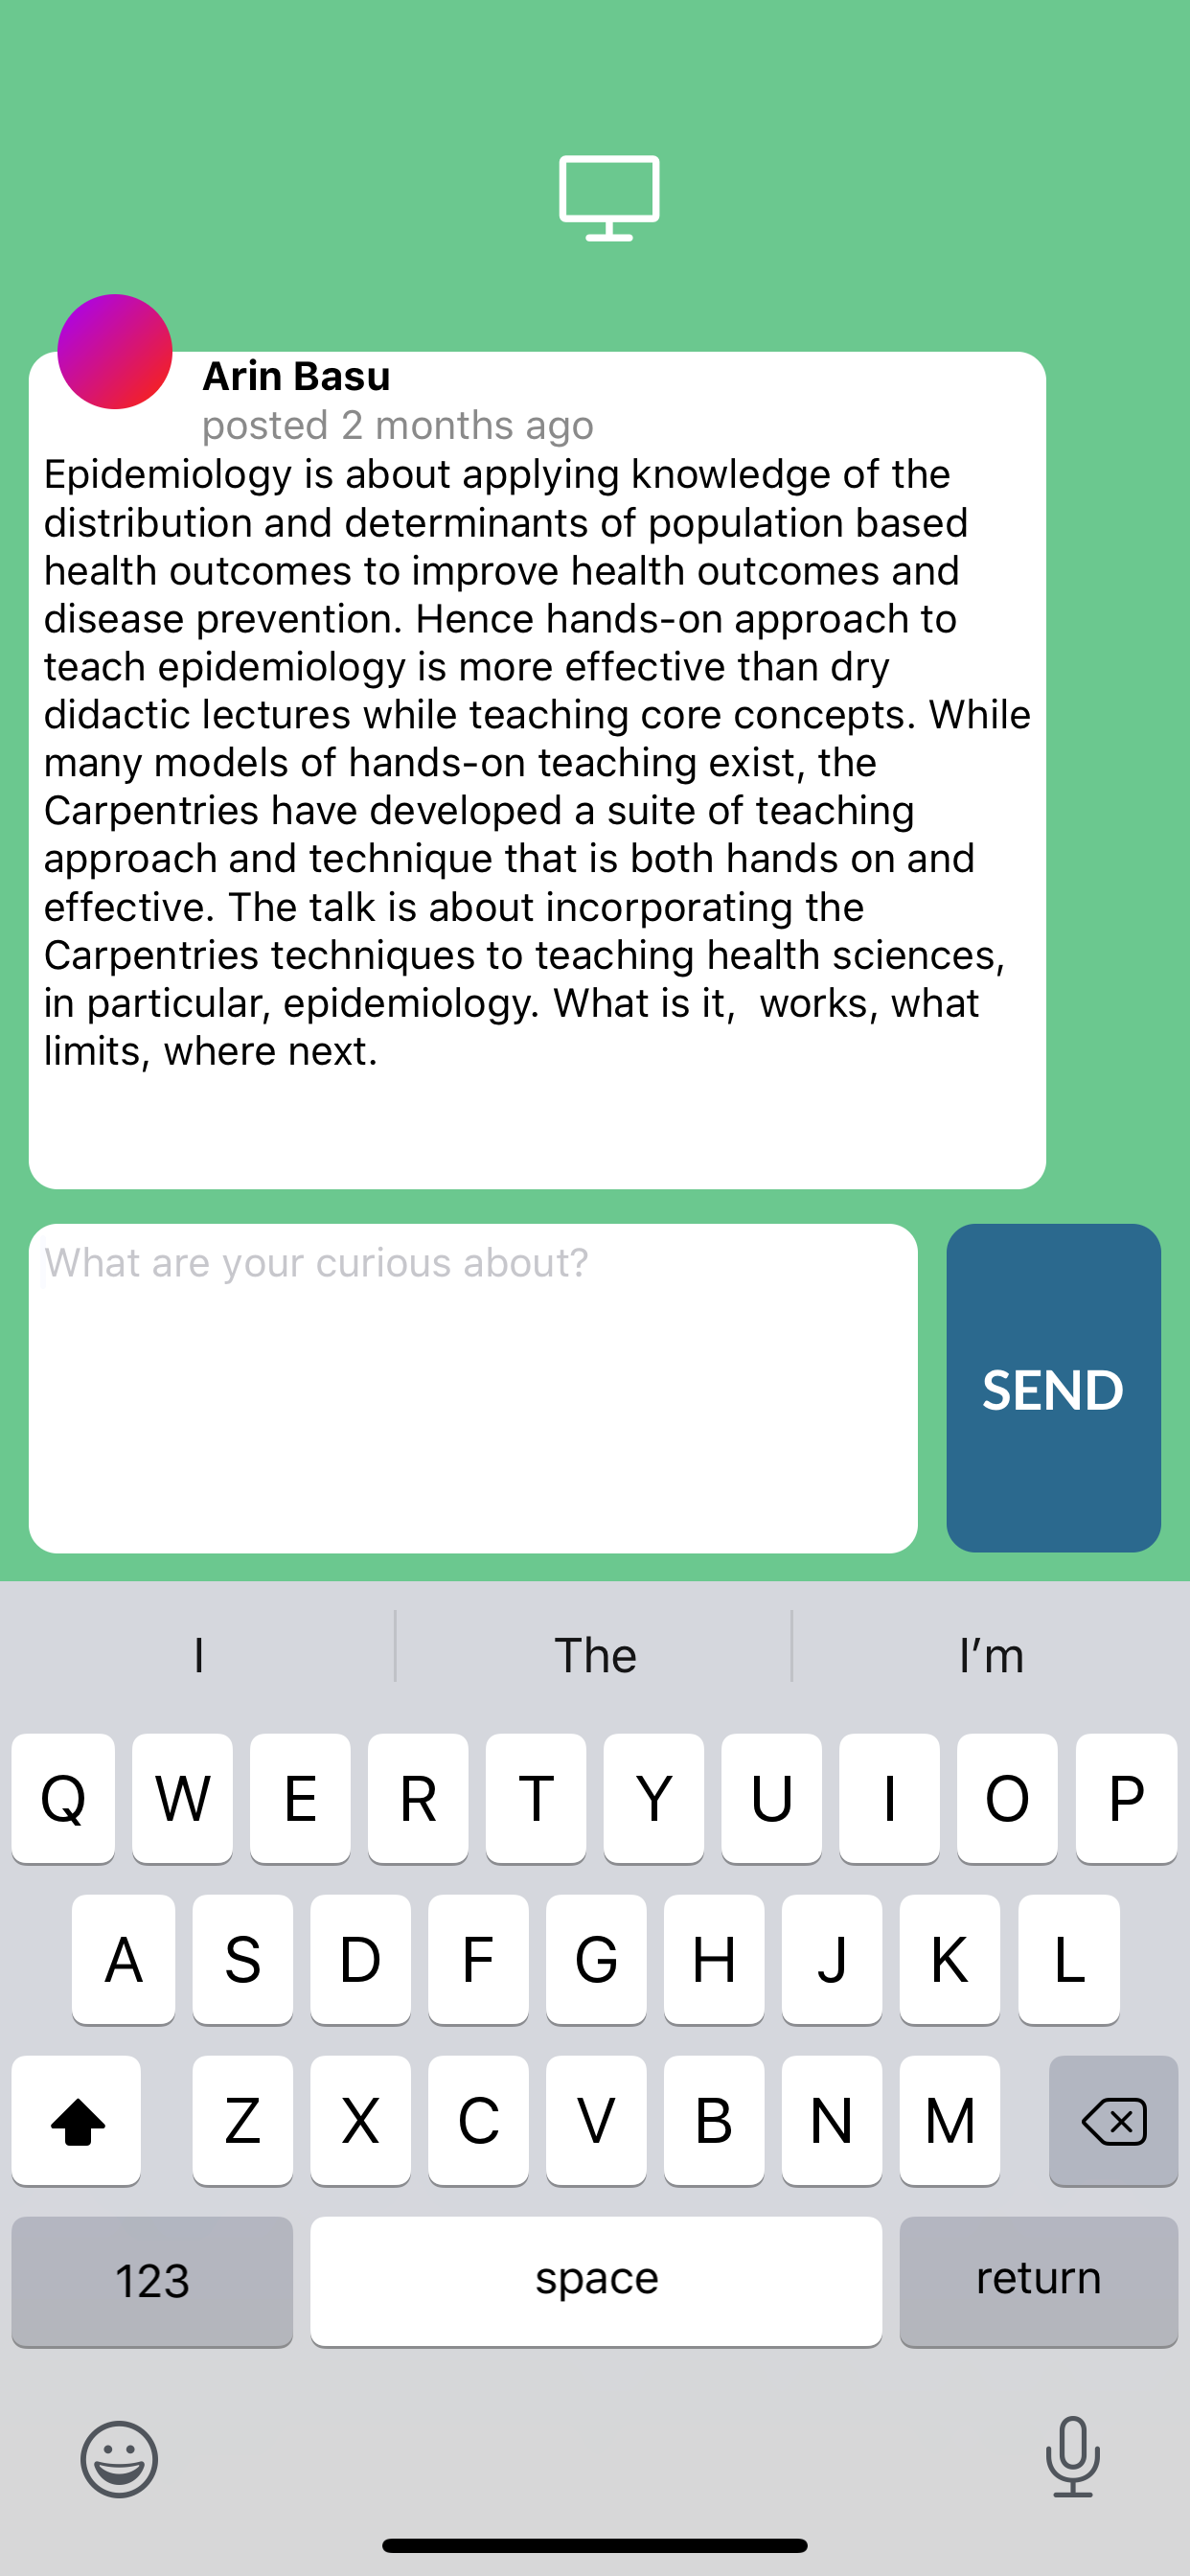 Arin Basu
posted 2 months ago
Epidemiology is about applying knowledge of the
distribution and determinants of population based
health outcomes to improve health outcomes and
disease prevention. Hence hands-on approach to
teach epidemiology is more effective than dry
didactic lectures while teaching core concepts. While
many models of hands-on teaching exist, the
Carpentries have developed a suite of teaching
approach and technique that is both hands on and
effective. The talk is about incorporating the
Carpentries techniques to teaching health sciences,
in particular, epidemiology. What is it,  works, what
limits, where next.
What are your curious about?
SEND
I The I’m
Q W E R T Y U I O P
A S D F G H J K L
Z X C V B N M
123 space return